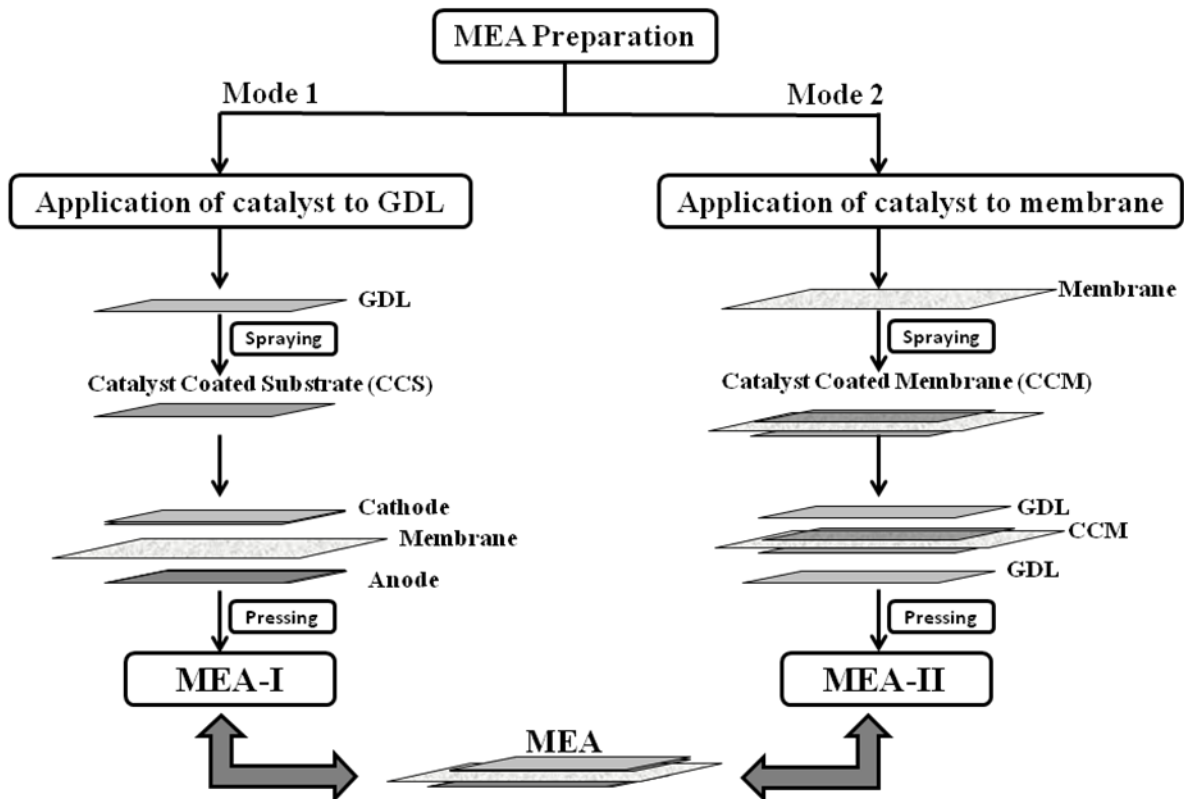 MEA Preparation
Mode 1
Mode 2
Application of catalyst to GDL
Application of catalyst to membrane
GDL
Membrane
Spraying
Spraying
Catalyst Coated Substrate (CCS)
Catalyst Coated Membrane (CCM)
Cathode
Membrane
Anode
GDL
CCM
GDL
Pressing
Pressing
MEA-I
MEA-II
MEA